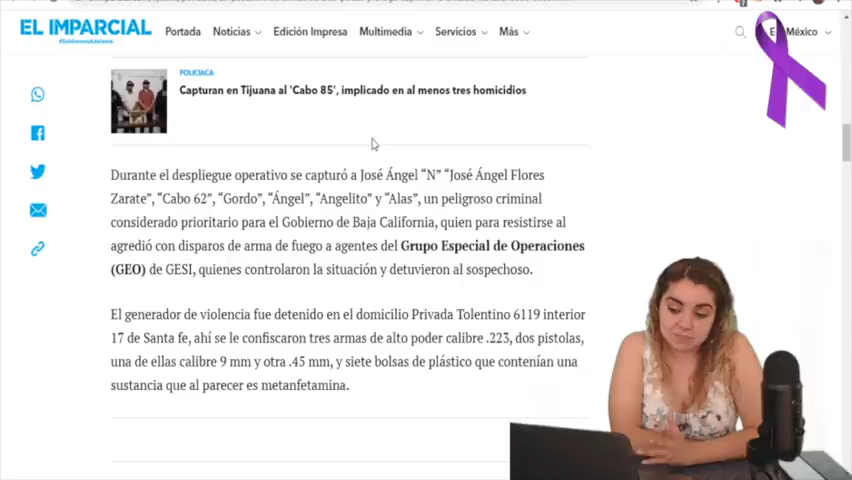 EL IMPARCIAL
#SoldremosAdelante
Portada Noticias Edición Impresa Multimedia Servicios Más México
POLICIACA
Capturan en Tijuana al 'Cabo 85', implicado en al menos tres homicidios
Durante el despliegue operativo se capturó a José Ángel “N” “José Ángel Flores
Zarate”, “Cabo 62”, “Gordo”, “Ángel”, “Angelito” y “Alas”, un peligroso criminal
considerado prioritario para el Gobierno de Baja California, quien para resistirse al
agredió con disparos de arma de fuego a agentes del Grupo Especial de Operaciones
(GEO) de GESI, quienes controlaron la situación y detuvieron al sospechoso.
El generador de violencia fue detenido en el domicilio Privada Tolentino 6119 interior
17 de Santa fe, ahí se le confiscaron tres armas de alto poder calibre .223, dos pistolas,
una de ellas calibre 9 mm y otra .45 mm, y siete bolsas de plástico que contenían una
sustancia que al parecer es metanfetamina.